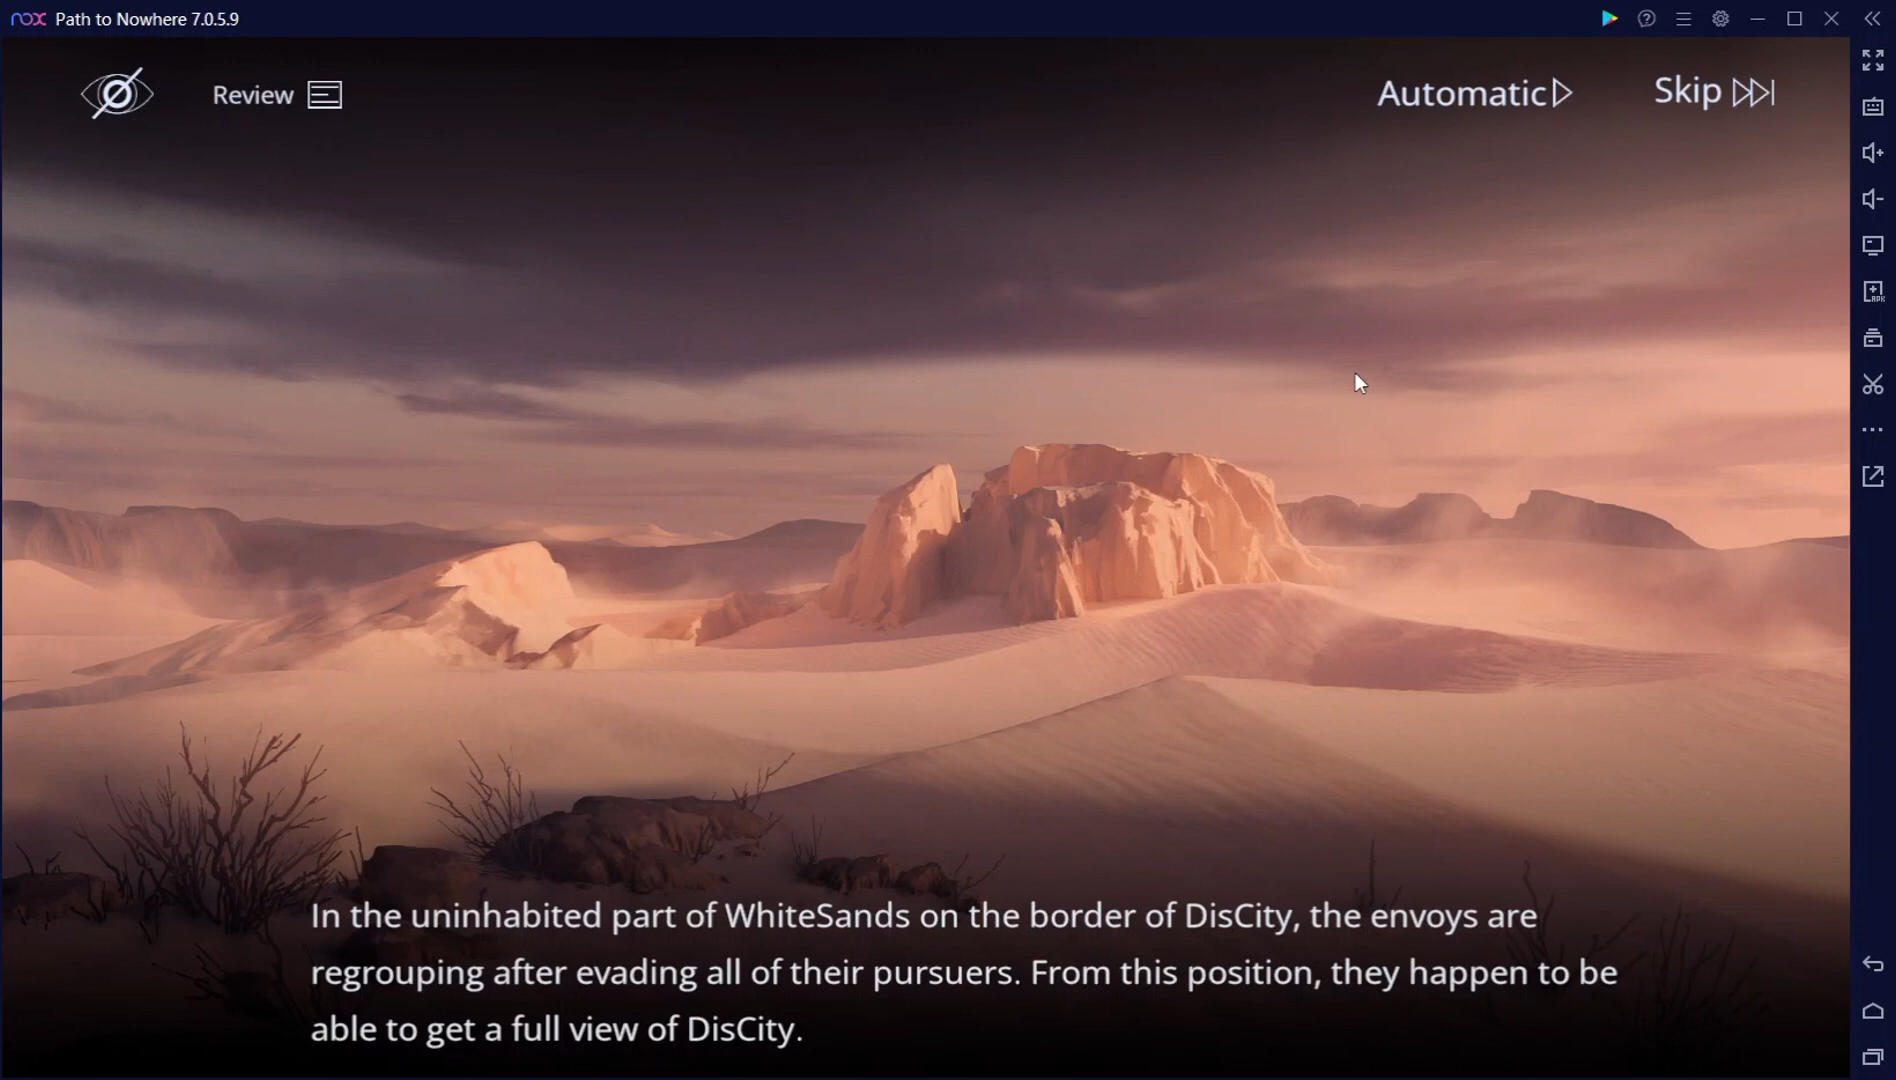 nox Path to Nowhere 7.0.5.9
Review
Automatic
Skip
In the uninhabited part of WhiteSands on the border of DisCity, the envoys are
regrouping after evading all of their pursuers. From this position, they happen to be
able to get a full view of DisCity.